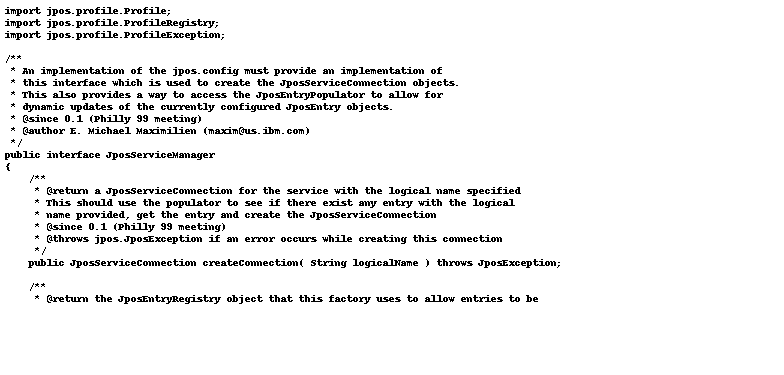 import jpos.profile.Profile;
import jpos.profile.ProfileRegistry;
import jpos.profile.ProfileException;

/**
 * An implementation of the jpos.config must provide an implementation of
 * this interface which is used to create the JposServiceConnection objects.
 * This also provides a way to access the JposEntryPopulator to allow for
 * dynamic updates of the currently configured JposEntry objects.
 * @since 0.1 (Philly 99 meeting)
 * @author E. Michael Maximilien (maxim@us.ibm.com)
 */
public interface JposServiceManager
{
    /**
     * @return a JposServiceConnection for the service with the logical name specified
     * This should use the populator to see if there exist any entry with the logical
     * name provided, get the entry and create the JposServiceConnection
     * @since 0.1 (Philly 99 meeting)
     * @throws jpos.JposException if an error occurs while creating this connection
     */
    public JposServiceConnection createConnection( String logicalName ) throws JposException;

    /**
     * @return the JposEntryRegistry object that this factory uses to allow entries to be